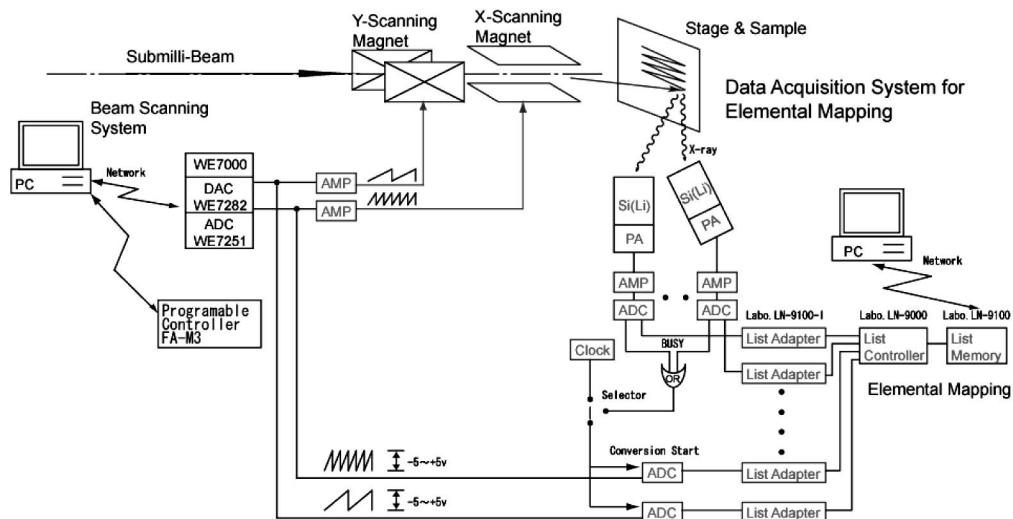 Y-Scanning
Magnet
X-Scanning
Magnet
Stage & Sample
Submilli-Beam
Data Acquisition System for
Elemental Mapping
Beam Scanning
System
PC
Network
WE7000
DAC
WE7282
ADC
WE7251
AMP
AMP
X-ray
Si(Li)
PA
Si(Li)
PA
AMP
AMP
ADC
ADC
PC
Network
Programable
Controller
FA-M3
Labo. LN-9100-I
Labo. LN-9000
Labo. LN-9100
List Adapter
List
Controller
List
Memory
BUSY
Clock
OR
List Adapter
Elemental Mapping
Selector
Conversion Start
-5~+5v
ADC
List Adapter
-5~+5v
ADC
List Adapter